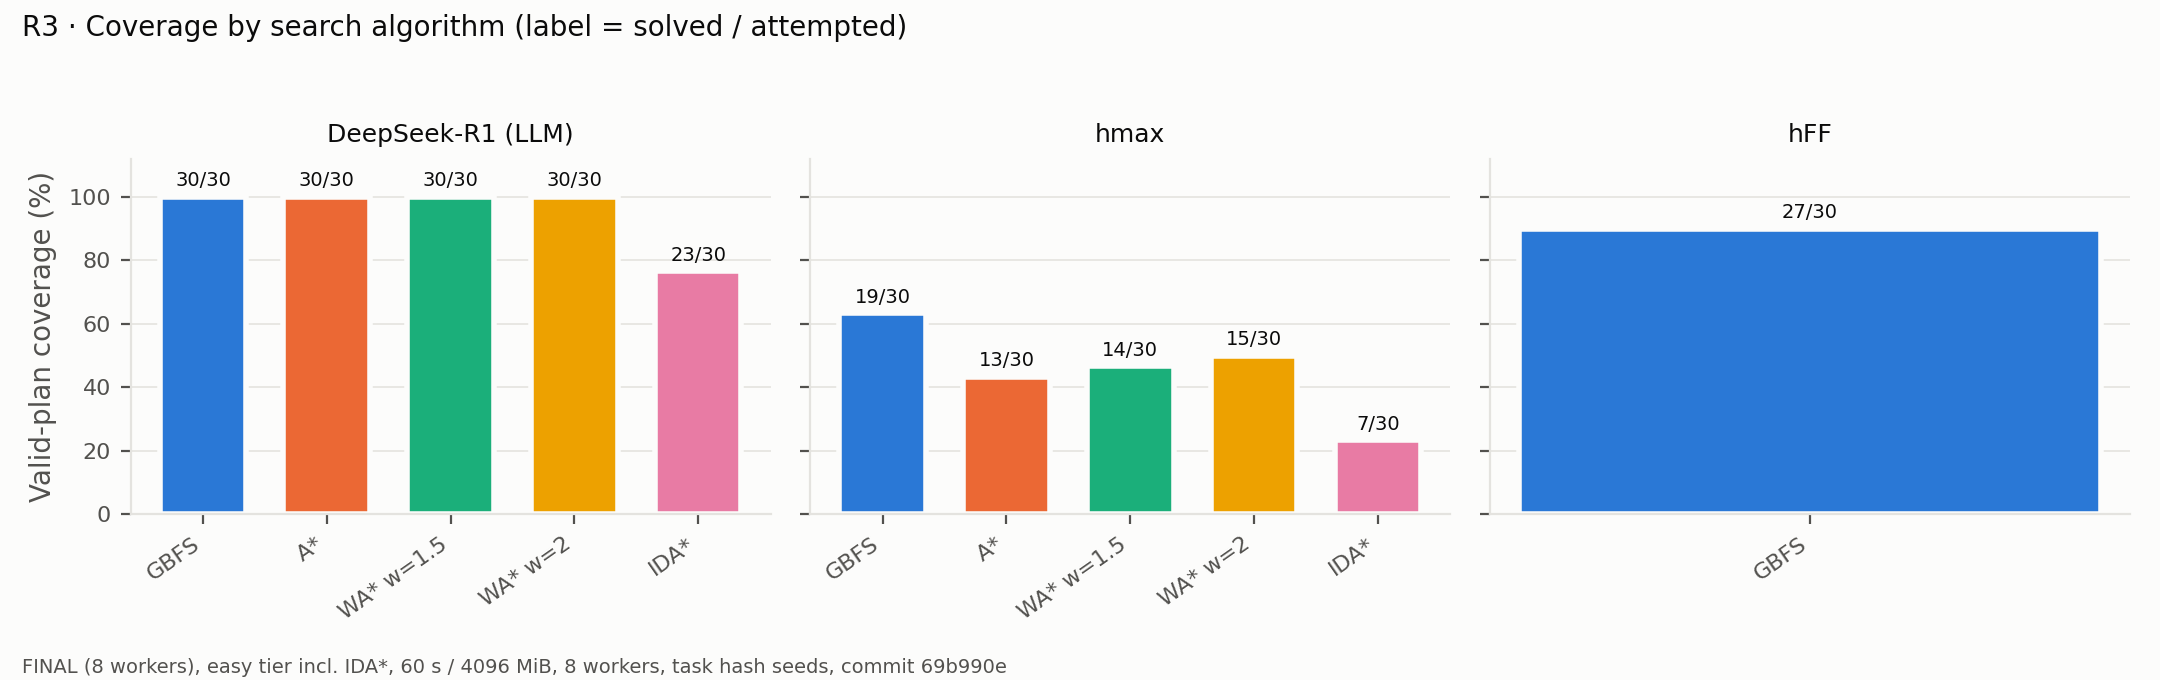 R3 · Coverage by search algorithm (label = solved / attempted)
DeepSeek-R1 (LLM)
hmax
hFF
Valid-plan coverage (%)
100
80
60
40
20
0
30/30
30/30
30/30
30/30
23/30
GBFS
A*
WA* w=1.5
WA* w=2
IDA*
19/30
13/30
14/30
15/30
7/30
GBFS
A*
WA* w=1.5
WA* w=2
IDA*
27/30
GBFS
FINAL (8 workers), easy tier incl. IDA*, 60 s / 4096 MiB, 8 workers, task hash seeds, commit 69b990e